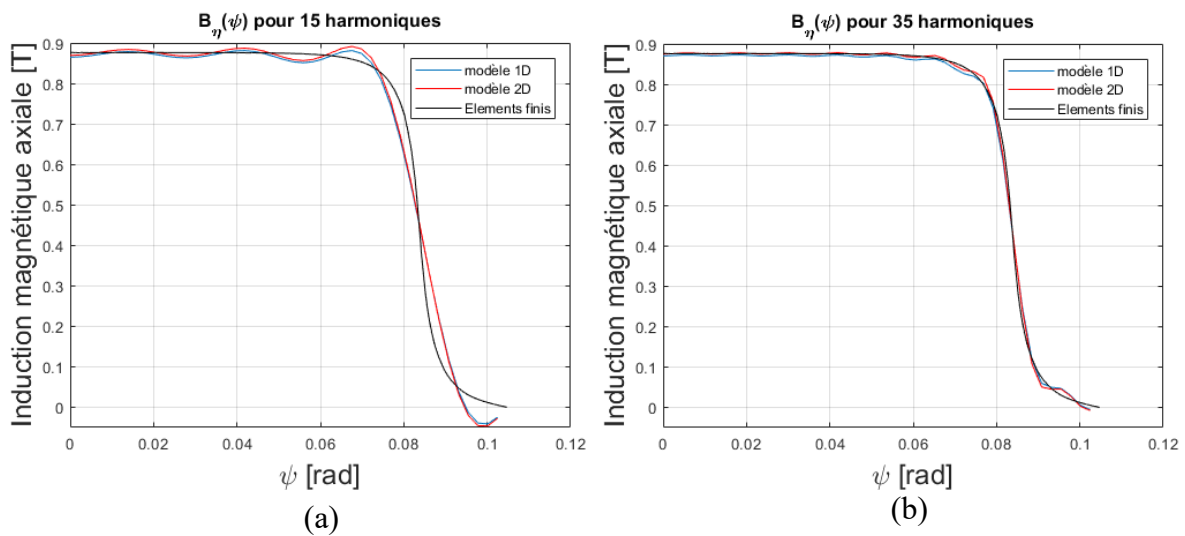 B_η(ψ) pour 15 harmoniques
Induction magnétique axiale [T]
0.9
0.8
0.7
0.6
0.5
0.4
0.3
0.2
0.1
0
modèle 1D
modèle 2D
Elements finis
0 0.02 0.04 0.06 0.08 0.1 0.12
ψ [rad]
(a)
B_η(ψ) pour 35 harmoniques
Induction magnétique axiale [T]
0.9
0.8
0.7
0.6
0.5
0.4
0.3
0.2
0.1
0
modèle 1D
modèle 2D
Elements finis
0 0.02 0.04 0.06 0.08 0.1 0.12
ψ [rad]
(b)